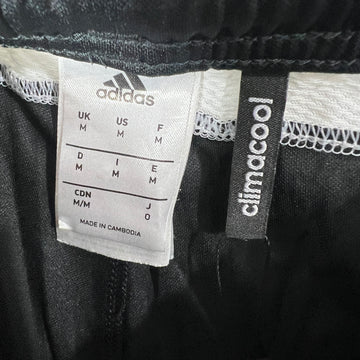 adidas
UK US F
M M M
D I E
M M M
CDN J
M/M O
MADE IN CAMBODIA
climacool